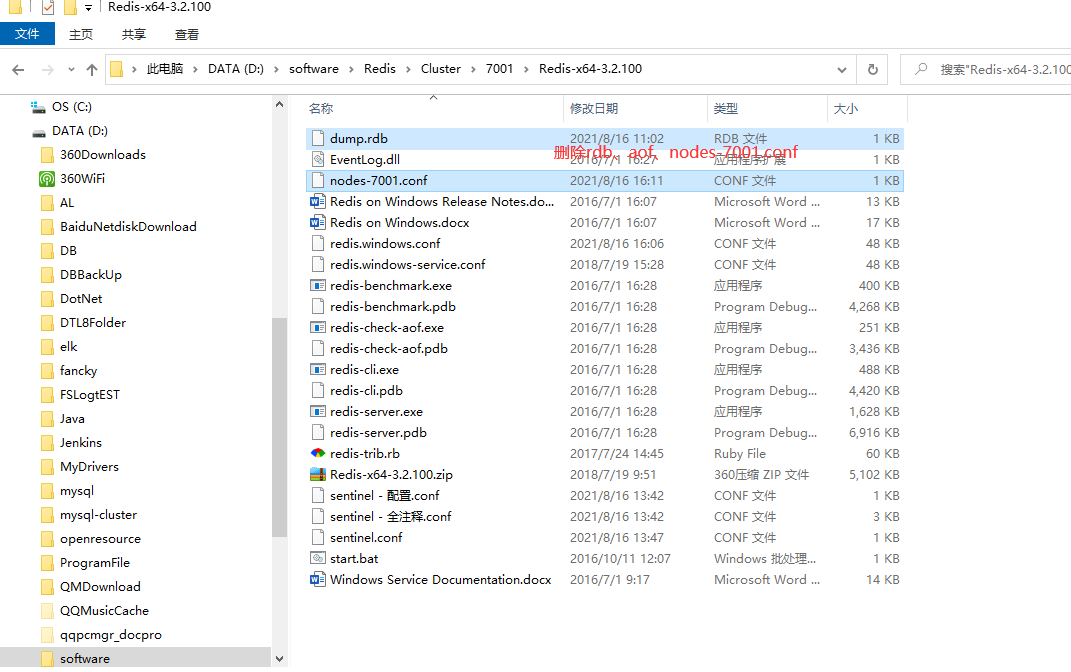 Redis-x64-3.2.100
文件 主页 共享 查看
此电脑 DATA (D:) software Redis Cluster 7001 Redis-x64-3.2.100 搜索"Redis-x64-3.2.100
OS (C:)
DATA (D:)
360Downloads
360WiFi
AL
BaiduNetdiskDownload
DB
DBBackUp
DotNet
DTL8Folder
elk
fancky
FSLogtEST
Java
Jenkins
MyDrivers
mysql
mysql-cluster
openresource
ProgramFile
QMDownload
QQMusicCache
qqpcmgr_docpro
software
名称 修改日期 类型 大小
dump.rdb 2021/8/16 11:02 RDB 文件 1 KB
删除rdb、aof、nodes-7001.conf
EventLog.dll 2016/7/1 16:27 应用程序扩展 1 KB
nodes-7001.conf 2021/8/16 16:11 CONF 文件 1 KB
Redis on Windows Release Notes.do... 2016/7/1 16:07 Microsoft Word ... 13 KB
Redis on Windows.docx 2016/7/1 16:07 Microsoft Word ... 17 KB
redis.windows.conf 2021/8/16 16:06 CONF 文件 48 KB
redis.windows-service.conf 2018/7/19 15:28 CONF 文件 48 KB
redis-benchmark.exe 2016/7/1 16:28 应用程序 400 KB
redis-benchmark.pdb 2016/7/1 16:28 Program Debug... 4,268 KB
redis-check-aof.exe 2016/7/1 16:28 应用程序 251 KB
redis-check-aof.pdb 2016/7/1 16:28 Program Debug... 3,436 KB
redis-cli.exe 2016/7/1 16:28 应用程序 488 KB
redis-cli.pdb 2016/7/1 16:28 Program Debug... 4,420 KB
redis-server.exe 2016/7/1 16:28 应用程序 1,628 KB
redis-server.pdb 2016/7/1 16:28 Program Debug... 6,916 KB
redis-trib.rb 2017/7/24 14:45 Ruby File 60 KB
Redis-x64-3.2.100.zip 2018/7/19 9:51 360压缩 ZIP 文件 5,102 KB
sentinel - 配置.conf 2021/8/16 13:42 CONF 文件 1 KB
sentinel - 全注释.conf 2021/8/16 13:42 CONF 文件 3 KB
sentinel.conf 2021/8/16 13:47 CONF 文件 1 KB
start.bat 2016/10/11 12:07 Windows 批处理... 1 KB
Windows Service Documentation.docx 2016/7/1 9:17 Microsoft Word ... 14 KB